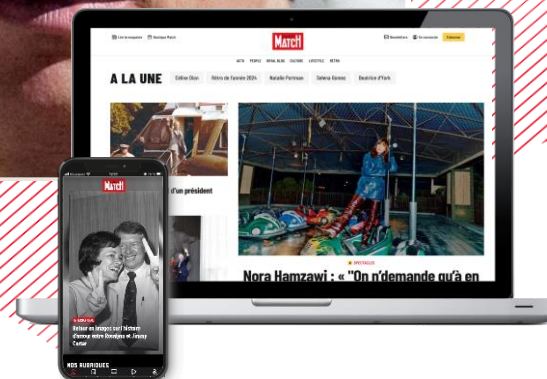 Lire le magazine
Boutique Match
MATCH
Newsletters
Se connecter
S'abonner
ACTU PEOPLE ROYAL BLOG CULTURE LIFESTYLE RÉTRO
A LA UNE
Céline Dion
Rétro de l'année 2024
Natalie Portman
Selena Gomez
Beatrice d'York
d'un président
SPECTACLES
Nora Hamzawi : « "On n'demande qu'à en
MATCH
Retour en images sur l'histoire
d'amour entre Rosalynn et Jimmy
Carter
NOS RUBRIQUES